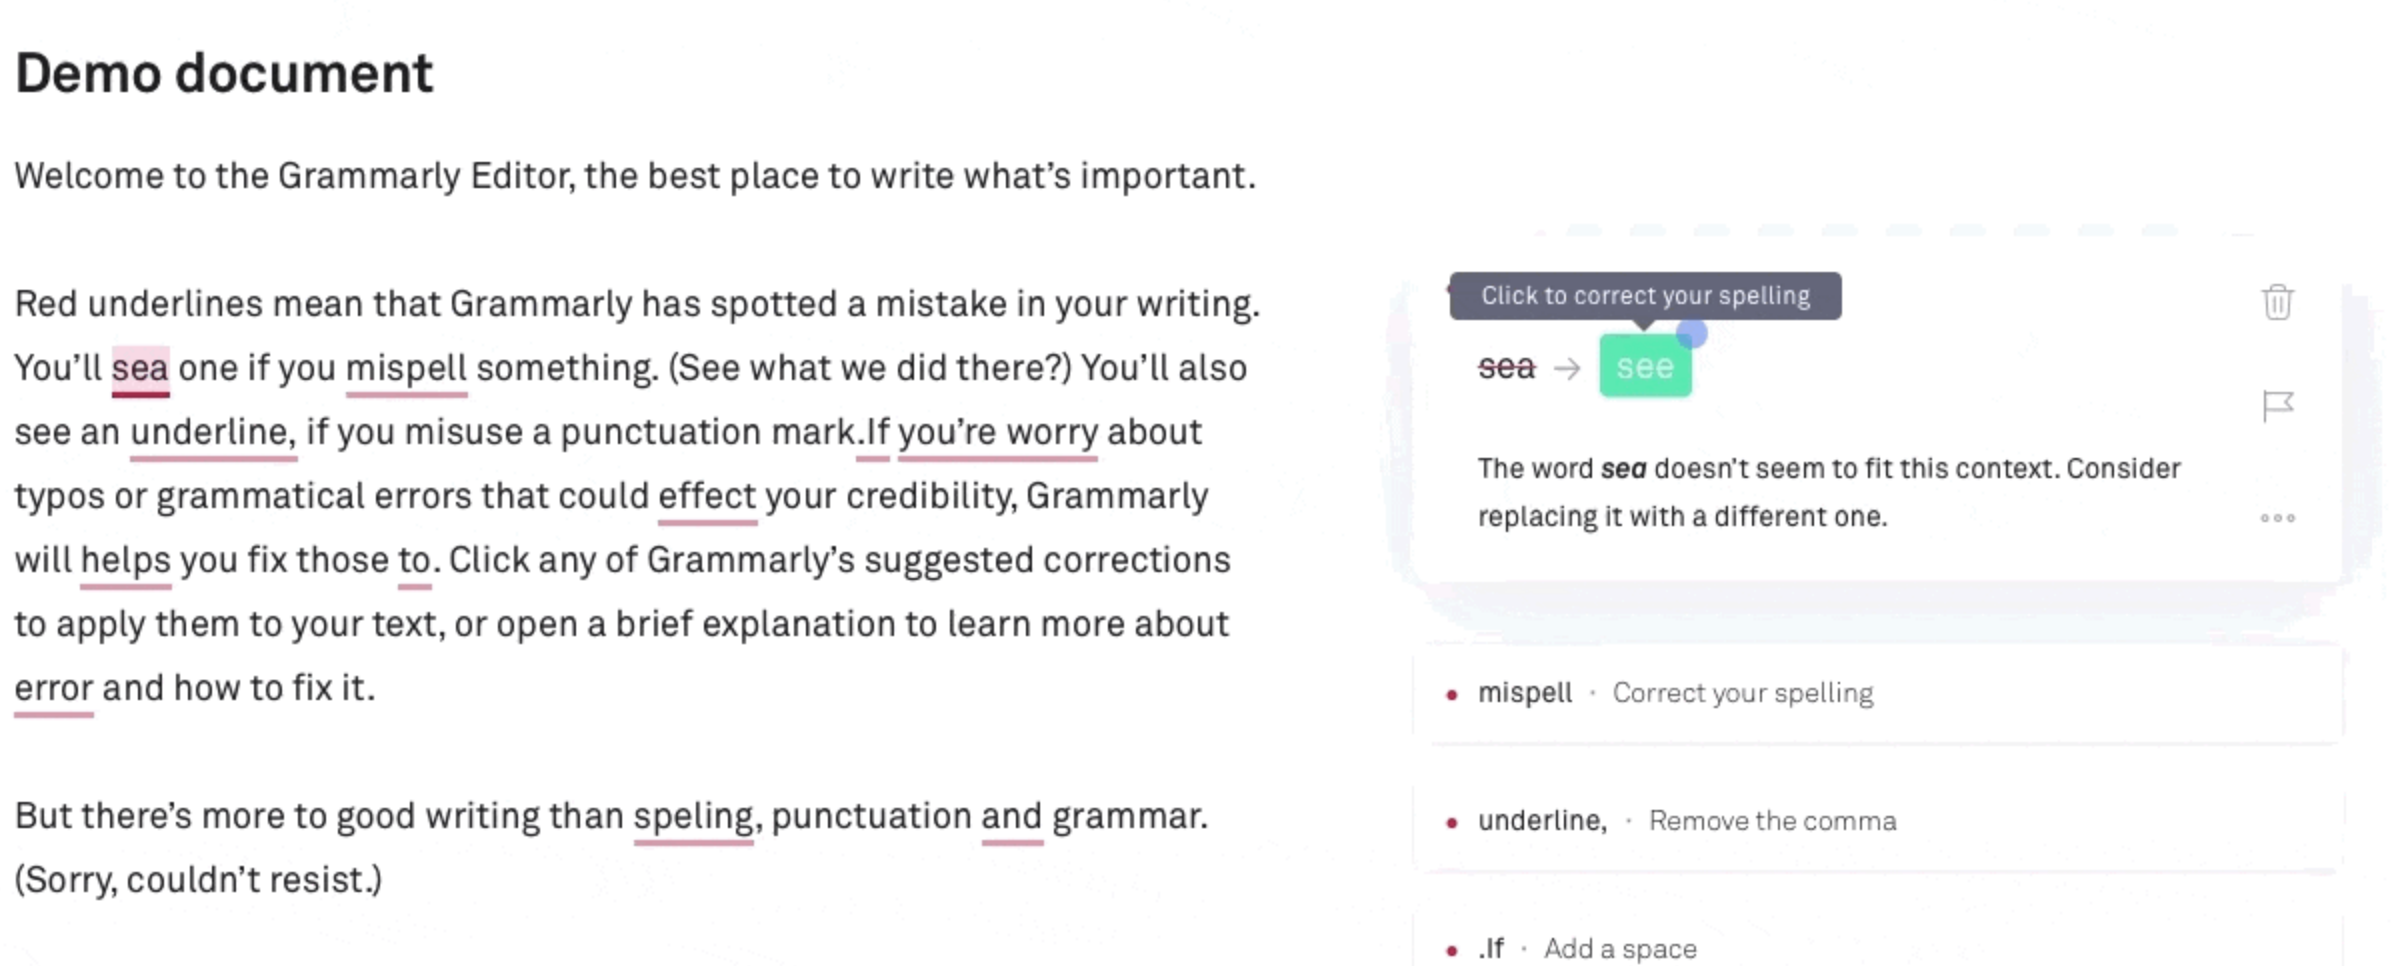 Demo document
Welcome to the Grammarly Editor, the best place to write what’s important.
Red underlines mean that Grammarly has spotted a mistake in your writing.
You’ll sea one if you mispell something. (See what we did there?) You’ll also
see an underline, if you misuse a punctuation mark.If you’re worry about
typos or grammatical errors that could effect your credibility, Grammarly
will helps you fix those to. Click any of Grammarly’s suggested corrections
to apply them to your text, or open a brief explanation to learn more about
error and how to fix it.
But there’s more to good writing than speling, punctuation and grammar.
(Sorry, couldn’t resist.)
Click to correct your spelling
sea → see
The word sea doesn’t seem to fit this context. Consider
replacing it with a different one.
mispell · Correct your spelling
underline, · Remove the comma
.If · Add a space